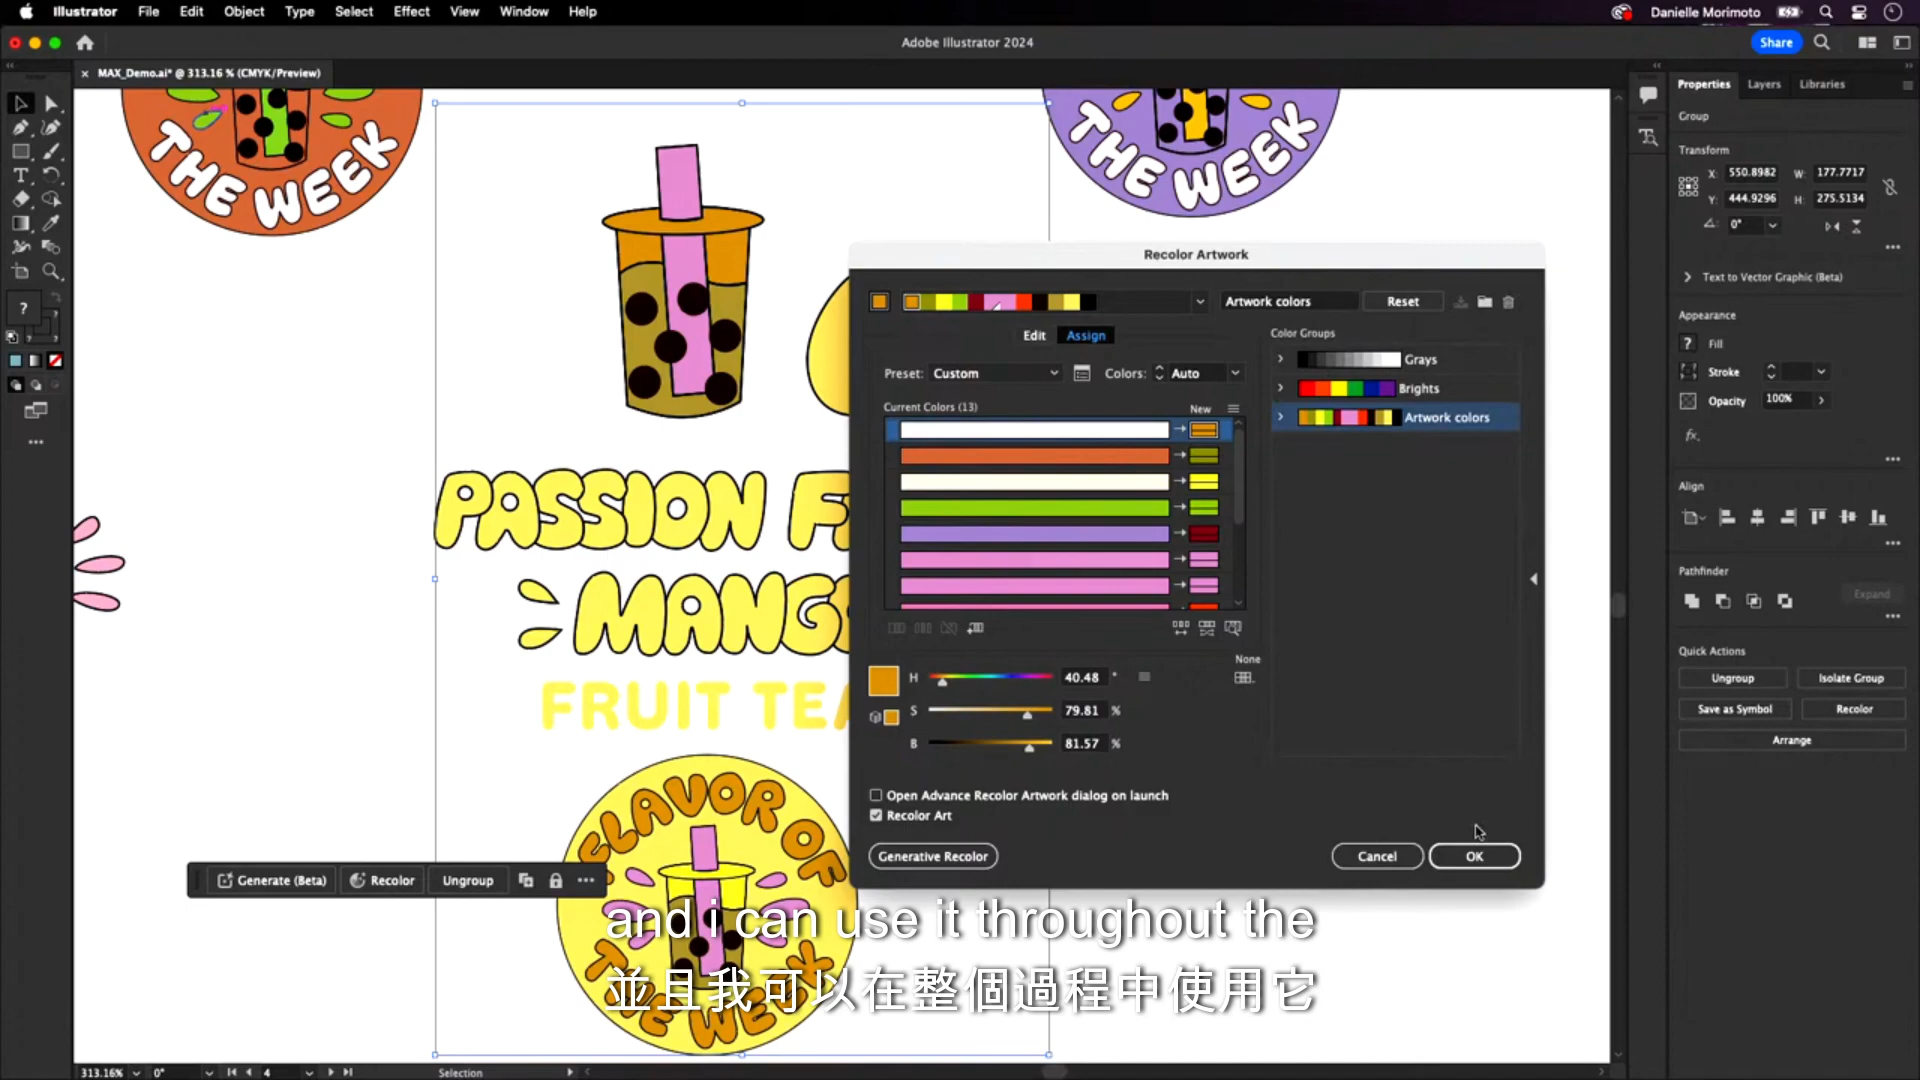 Illustrator File Edit Object Type Select Effect View Window Help
Danielle Morimoto
Adobe Illustrator 2024
Share
× MAX_Demo.ai* @ 313.16 % (CMYK/Preview)
Properties Layers Libraries
Group
Transform
X: 550.8982 W: 177.7717
Y: 444.9296 H: 275.5134
0°
Text to Vector Graphic (Beta)
Appearance
? Fill
Stroke
Opacity 100%
fx.
Align
Pathfinder
Expand
Quick Actions
Ungroup Isolate Group
Save as Symbol Recolor
Arrange
THE WEEK
THE WEEK
PASSION F
MANG
FRUIT TEA
FLAVOR OF
THE WEEK
Recolor Artwork
Artwork colors Reset
Edit Assign
Color Groups
Grays
Brights
Artwork colors
Preset: Custom Colors: Auto
Current Colors (13) New
None
H 40.48 °
S 79.81 %
B 81.57 %
Open Advance Recolor Artwork dialog on launch
Recolor Art
Generative Recolor Cancel OK
Generate (Beta) Recolor Ungroup
and i can use it throughout the
並且我可以在整個過程中使用它
313.16% 0° 4 Selection